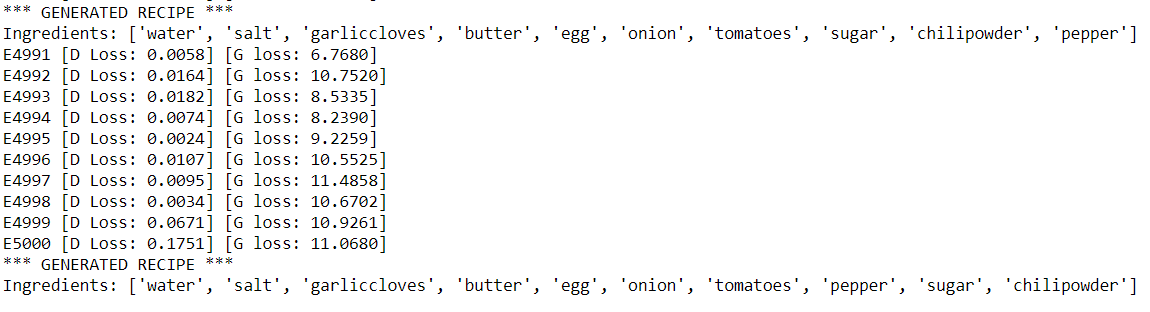 *** GENERATED RECIPE ***
Ingredients: ['water', 'salt', 'garliccloves', 'butter', 'egg', 'onion', 'tomatoes', 'sugar', 'chilipowder', 'pepper']
E4991 [D Loss: 0.0058] [G loss: 6.7680]
E4992 [D Loss: 0.0164] [G loss: 10.7520]
E4993 [D Loss: 0.0182] [G loss: 8.5335]
E4994 [D Loss: 0.0074] [G loss: 8.2390]
E4995 [D Loss: 0.0024] [G loss: 9.2259]
E4996 [D Loss: 0.0107] [G loss: 10.5525]
E4997 [D Loss: 0.0095] [G loss: 11.4858]
E4998 [D Loss: 0.0034] [G loss: 10.6702]
E4999 [D Loss: 0.0671] [G loss: 10.9261]
E5000 [D Loss: 0.1751] [G loss: 11.0680]
*** GENERATED RECIPE ***
Ingredients: ['water', 'salt', 'garliccloves', 'butter', 'egg', 'onion', 'tomatoes', 'pepper', 'sugar', 'chilipowder']